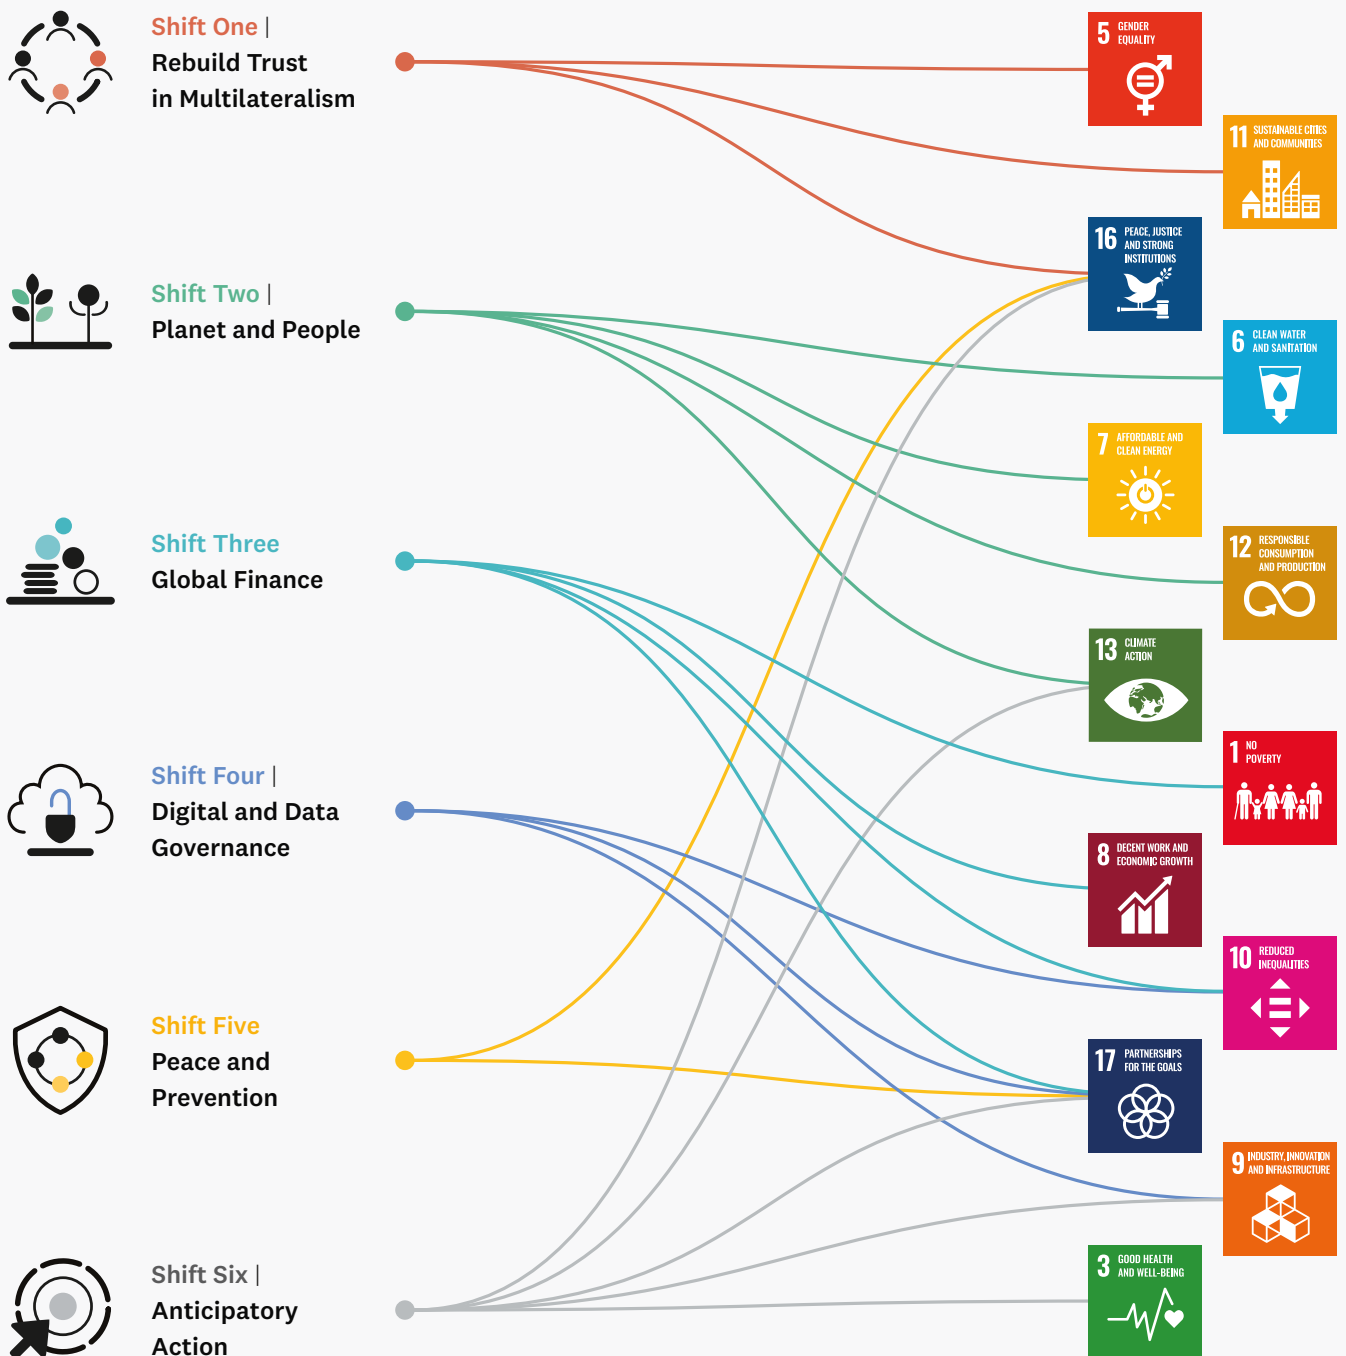 Shift One |
Rebuild Trust
in Multilateralism
Shift Two |
Planet and People
Shift Three
Global Finance
Shift Four |
Digital and Data
Governance
Shift Five
Peace and
Prevention
Shift Six |
Anticipatory
Action
5 GENDER
EQUALITY
11 SUSTAINABLE CITIES
AND COMMUNITIES
16 PEACE, JUSTICE
AND STRONG
INSTITUTIONS
6 CLEAN WATER
AND SANITATION
7 AFFORDABLE AND
CLEAN ENERGY
12 RESPONSIBLE
CONSUMPTION
AND PRODUCTION
13 CLIMATE
ACTION
1 NO
POVERTY
8 DECENT WORK AND
ECONOMIC GROWTH
10 REDUCED
INEQUALITIES
17 PARTNERSHIPS
FOR THE GOALS
9 INDUSTRY, INNOVATION
AND INFRASTRUCTURE
3 GOOD HEALTH
AND WELL-BEING